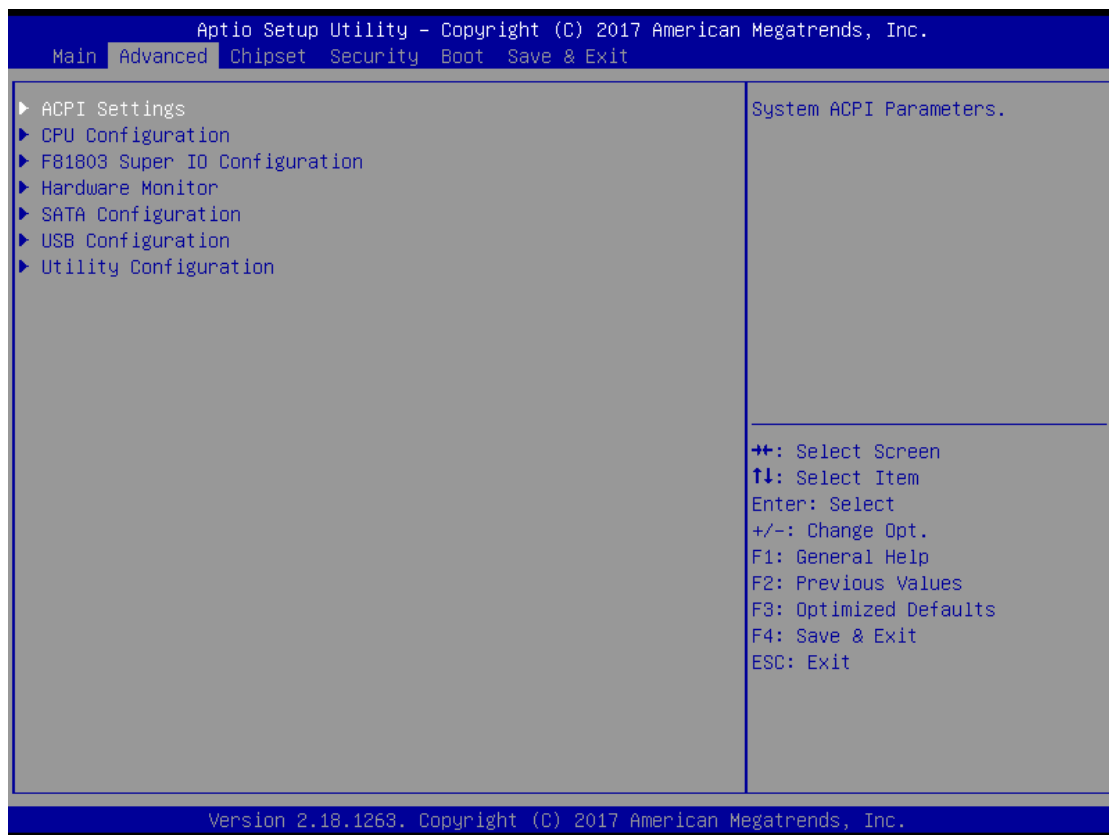 Aptio Setup Utility – Copyright (C) 2017 American Megatrends, Inc.
Main Advanced Chipset Security Boot Save & Exit
▶ ACPI Settings
▶ CPU Configuration
▶ F81803 Super IO Configuration
▶ Hardware Monitor
▶ SATA Configuration
▶ USB Configuration
▶ Utility Configuration
System ACPI Parameters.
→←: Select Screen
↑↓: Select Item
Enter: Select
+/-: Change Opt.
F1: General Help
F2: Previous Values
F3: Optimized Defaults
F4: Save & Exit
ESC: Exit
Version 2.18.1263. Copyright (C) 2017 American Megatrends, Inc.